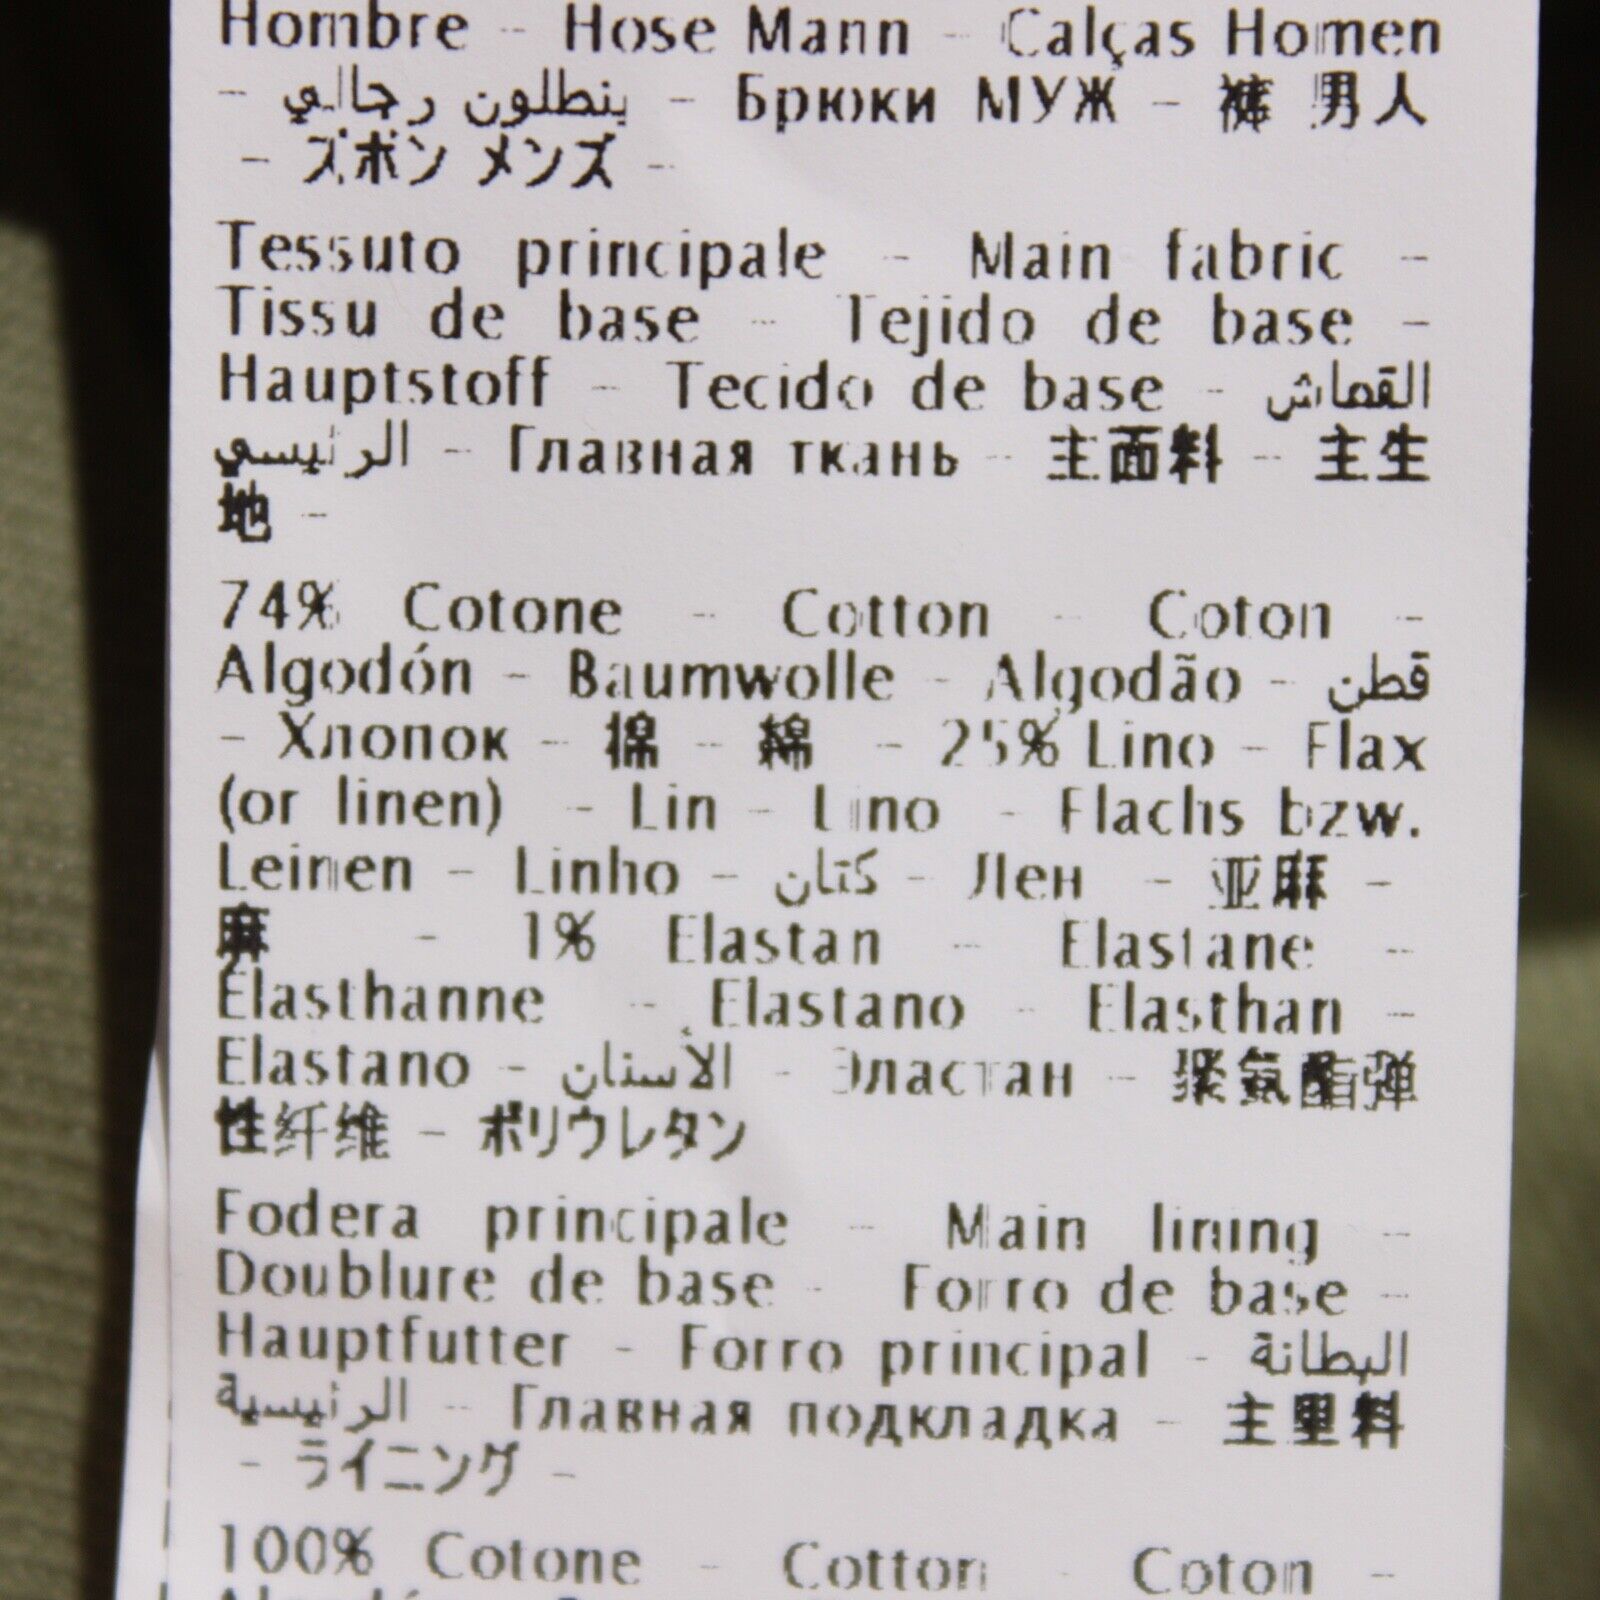 Hombre - Hose Mann - Calças Homen
- بنطلون رجالي - Брюки МУЖ - 裤 男人
- ズボン メンズ -
Tessuto principale - Main fabric -
Tissu de base - Tejido de base -
Hauptstoff - Tecido de base - القماش
الرئيسي - Главная ткань - 主面料 - 主生
地 -
74% Cotone - Cotton - Coton -
Algodón - Baumwolle - Algodão - قطن
- Хлопок - 棉 - 綿 - 25% Lino - Flax
(or linen) - Lin - Lino - Flachs bzw.
Leinen - Linho - كتان - Лен - 亚麻 -
麻 - 1% Elastan - Elastane -
Elasthanne - Elastano - Elasthan -
Elastano - الأستان - Эластан - 聚氨酯弹
性纤维 - ポリウレタン
Fodera principale - Main lining -
Doublure de base - Forro de base -
Hauptfutter - Forro principal - البطانة
الرئيسية - Главная подкладка - 主里料
- ライニング -
100% Cotone - Cotton - Coton -